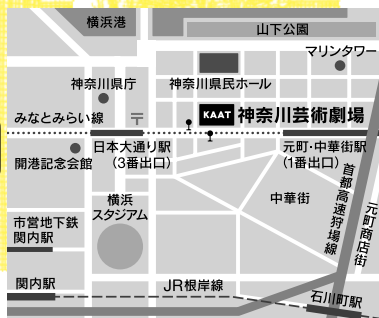 横浜港
山下公園
マリンタワー
神奈川県庁
神奈川県民ホール
みなとみらい線
〒
KAAT 神奈川芸術劇場
開港記念会館
日本大通り駅
(3番出口)
元町・中華街駅
(1番出口)
横浜
スタジアム
中華街
首都高速狩場線
元町商店街
市営地下鉄
関内駅
関内駅
JR根岸線
石川町駅